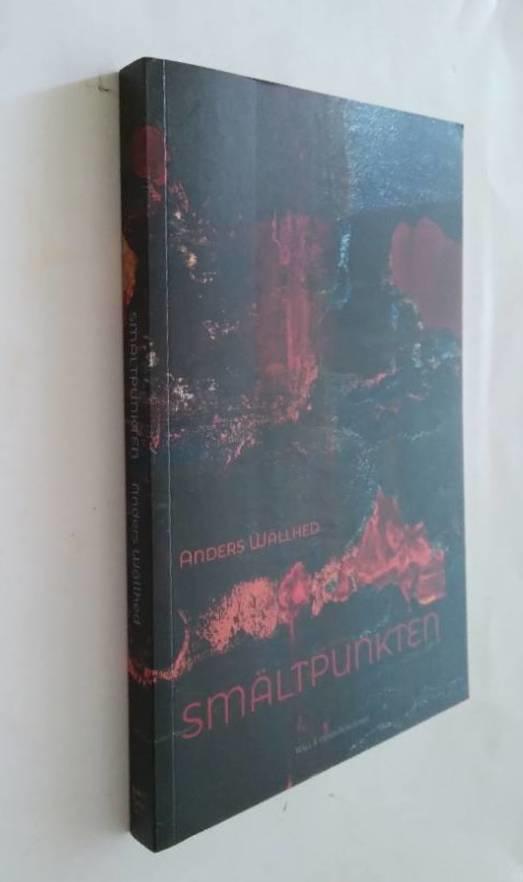 ANDERS WALLHED
SMÄLTPUNKTEN
SMÄLTPUNKTEN Anders Wallhed